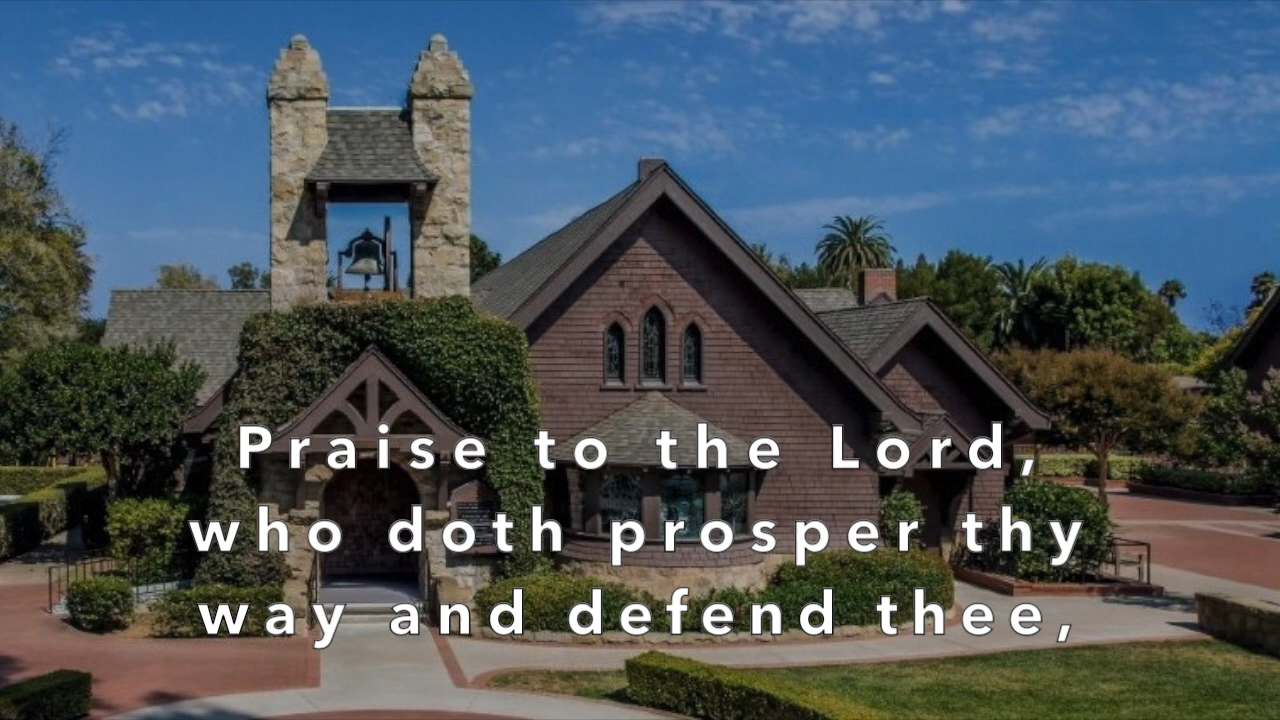 Praise to the Lord,
who doth prosper thy
way and defend thee,